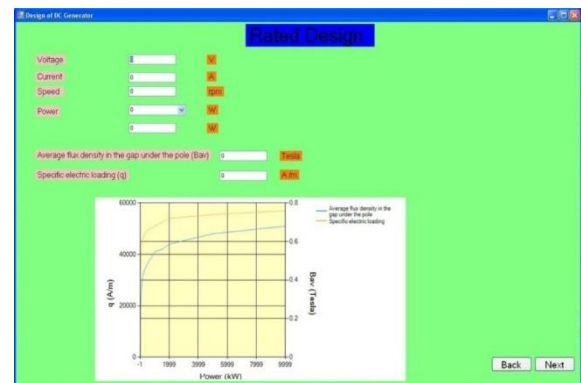 Design of DC Generator
Rated Design
Voltage 0 V
Current 0 A
Speed 0 rpm
Power 0 W
0 W
Average flux density in the gap under the pole (Bav) 0 Tesla
Specific electric loading (q) 0 A/m
60000 0.8
Average flux density in the
gap under the pole
Specific electric loading
0.6
40000
0.4
q (A/m)
Bav (Tesla)
20000
0.2
0 0
-1 1999 3999 5999 7999 9999
Power (kW)
Back Next